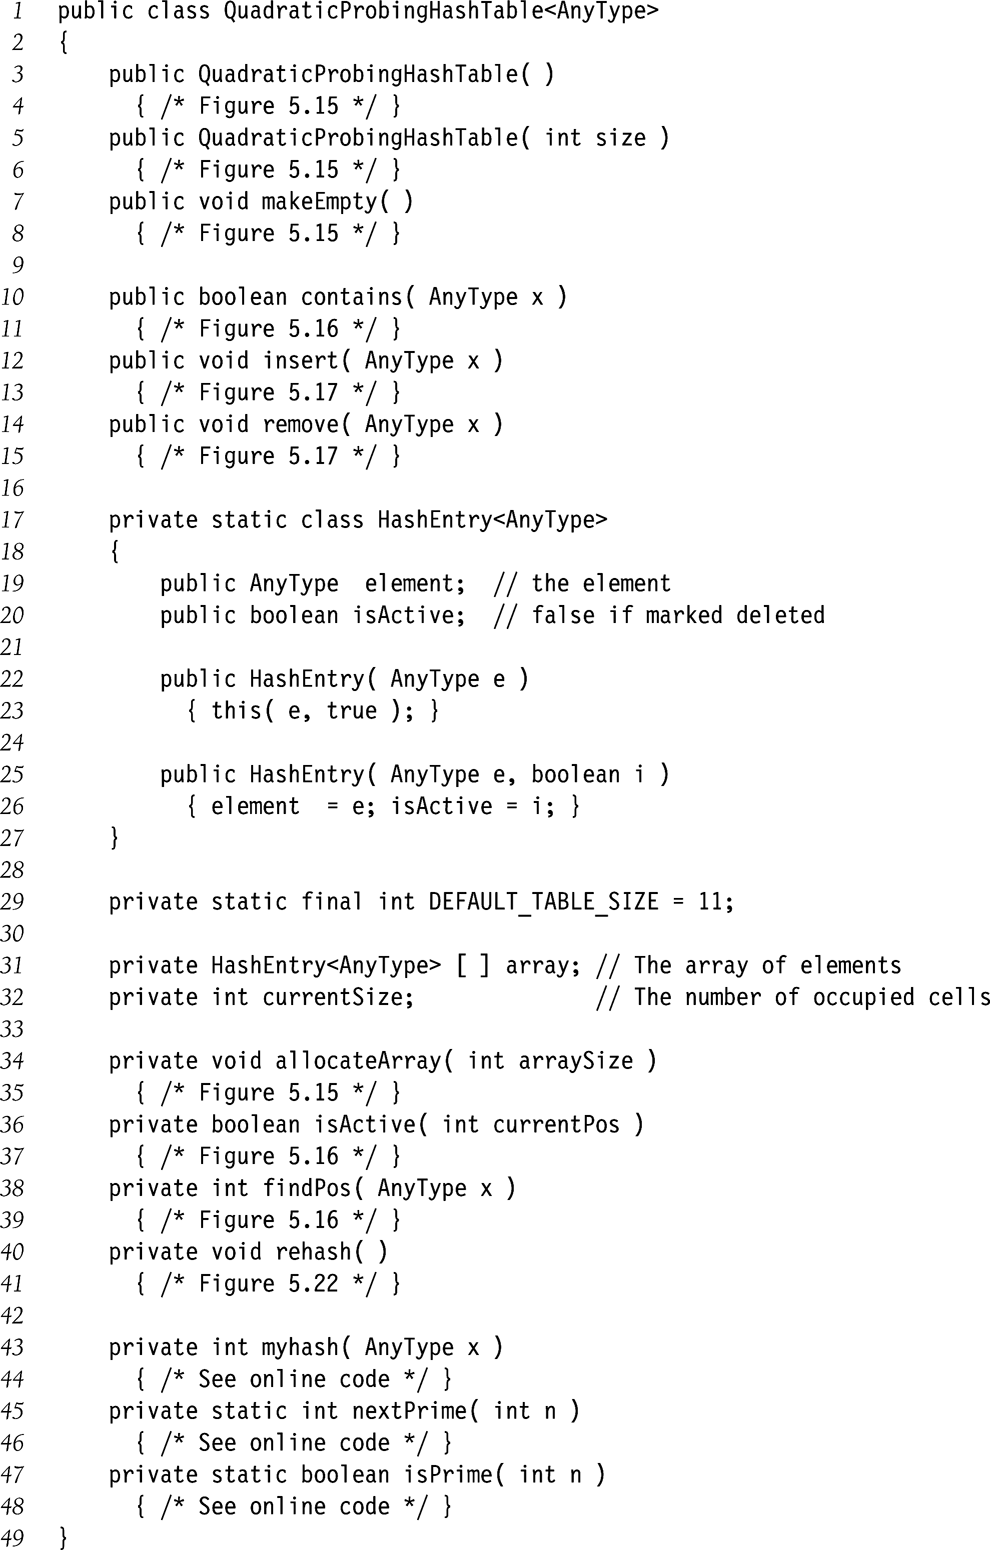 1 public class QuadraticProbingHashTable<AnyType>
2 {
3     public QuadraticProbingHashTable( )
4       { /* Figure 5.15 */ }
5     public QuadraticProbingHashTable( int size )
6       { /* Figure 5.15 */ }
7     public void makeEmpty( )
8       { /* Figure 5.15 */ }
9
10     public boolean contains( AnyType x )
11       { /* Figure 5.16 */ }
12     public void insert( AnyType x )
13       { /* Figure 5.17 */ }
14     public void remove( AnyType x )
15       { /* Figure 5.17 */ }
16
17     private static class HashEntry<AnyType>
18     {
19         public AnyType  element;  // the element
20         public boolean isActive;  // false if marked deleted
21
22         public HashEntry( AnyType e )
23           { this( e, true ); }
24
25         public HashEntry( AnyType e, boolean i )
26           { element  = e; isActive = i; }
27     }
28
29     private static final int DEFAULT_TABLE_SIZE = 11;
30
31     private HashEntry<AnyType> [ ] array; // The array of elements
32     private int currentSize;              // The number of occupied cells
33
34     private void allocateArray( int arraySize )
35       { /* Figure 5.15 */ }
36     private boolean isActive( int currentPos )
37       { /* Figure 5.16 */ }
38     private int findPos( AnyType x )
39       { /* Figure 5.16 */ }
40     private void rehash( )
41       { /* Figure 5.22 */ }
42
43     private int myhash( AnyType x )
44       { /* See online code */ }
45     private static int nextPrime( int n )
46       { /* See online code */ }
47     private static boolean isPrime( int n )
48       { /* See online code */ }
49 }